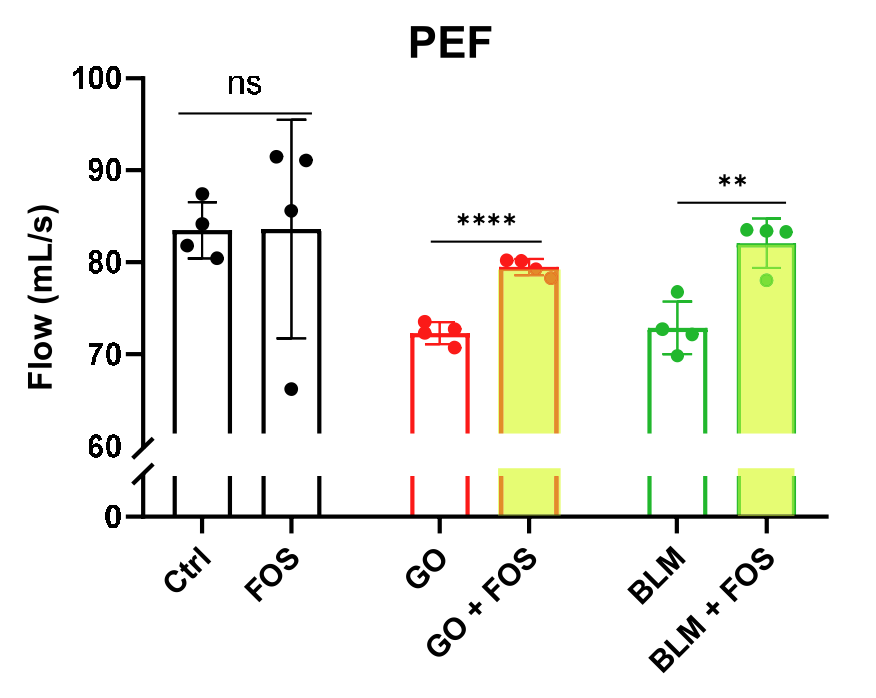 PEF
Flow (mL/s)
100
90
80
70
60
0
ns
****
**
Ctrl
FOS
GO
GO + FOS
BLM
BLM + FOS